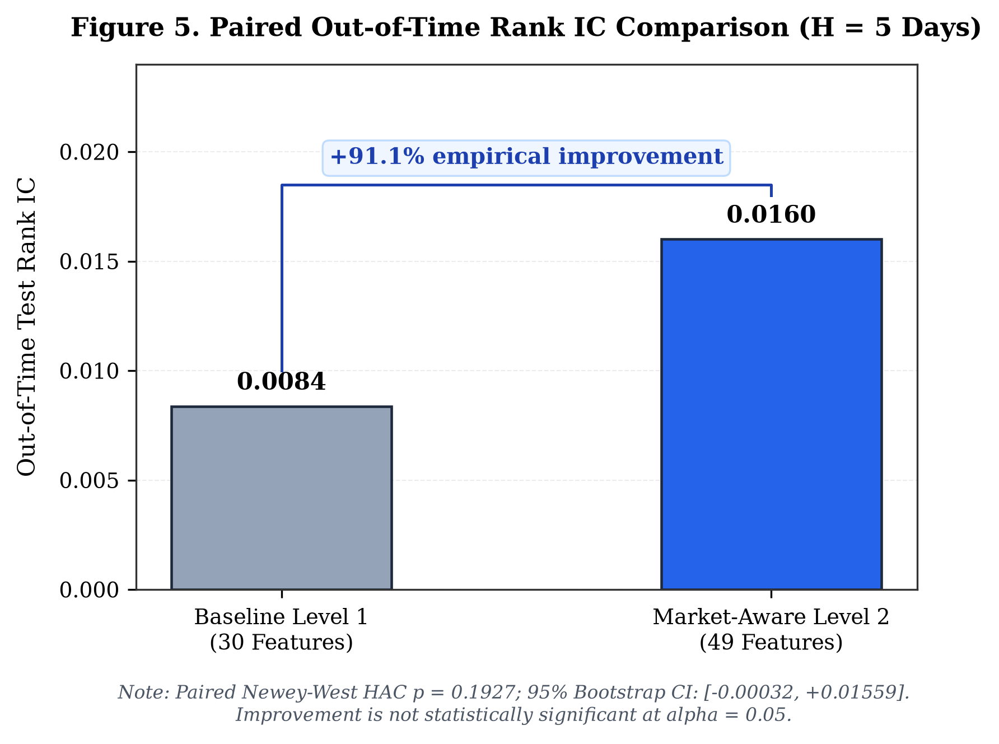 Figure 5. Paired Out-of-Time Rank IC Comparison (H = 5 Days)
Out-of-Time Test Rank IC
0.020
0.015
0.010
0.005
0.000
+91.1% empirical improvement
0.0084
0.0160
Baseline Level 1
(30 Features)
Market-Aware Level 2
(49 Features)
Note: Paired Newey-West HAC p = 0.1927; 95% Bootstrap CI: [-0.00032, +0.01559].
Improvement is not statistically significant at alpha = 0.05.